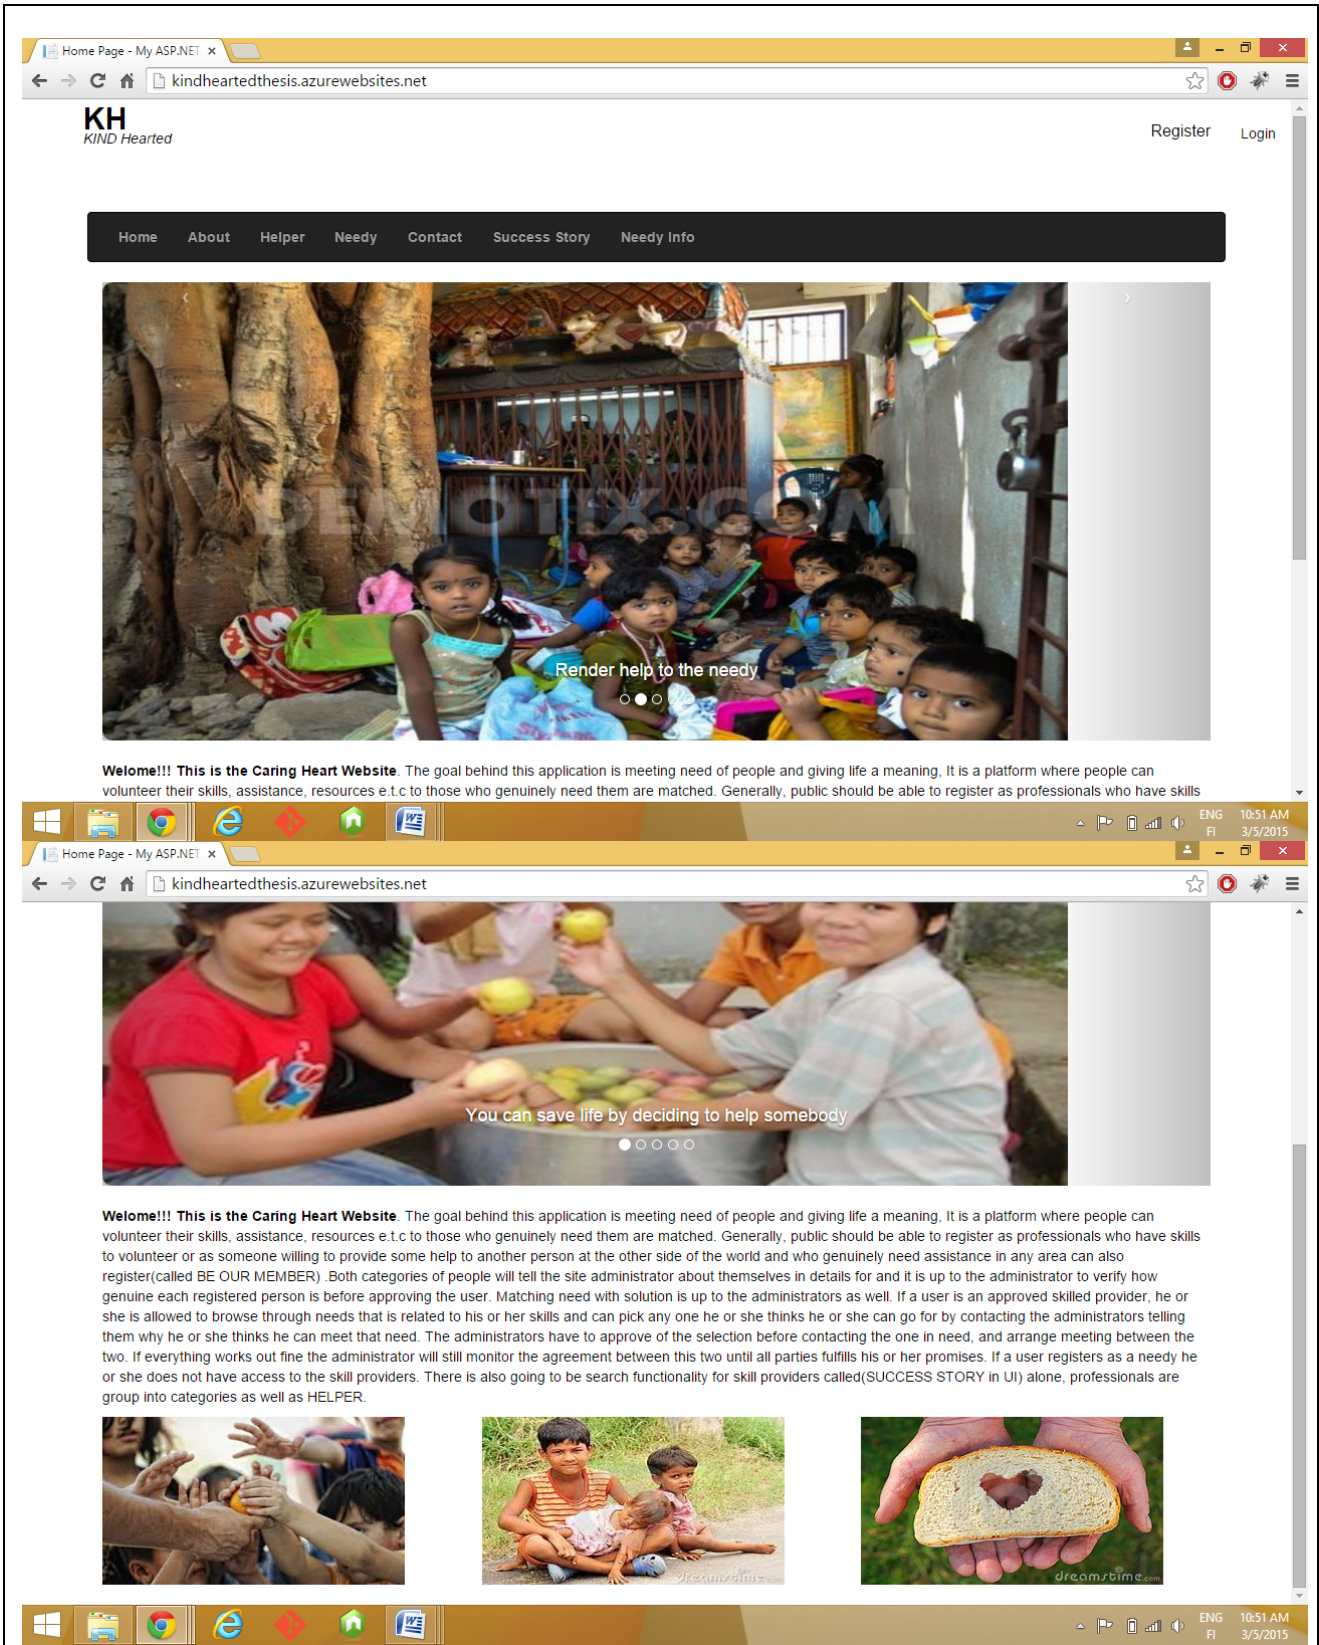 Home Page - My ASP.NET
kindheartedthesis.azurewebsites.net
KH
KIND Hearted
Register Login
Home About Helper Needy Contact Success Story Needy Info
DEMOTIX.COM
Render help to the needy
Welome!!! This is the Caring Heart Website. The goal behind this application is meeting need of people and giving life a meaning, It is a platform where people can
volunteer their skills, assistance, resources e.t.c to those who genuinely need them are matched. Generally, public should be able to register as professionals who have skills
ENG 10:51 AM
FI 3/5/2015
Home Page - My ASP.NET
kindheartedthesis.azurewebsites.net
You can save life by deciding to help somebody
Welome!!! This is the Caring Heart Website. The goal behind this application is meeting need of people and giving life a meaning, It is a platform where people can
volunteer their skills, assistance, resources e.t.c to those who genuinely need them are matched. Generally, public should be able to register as professionals who have skills
to volunteer or as someone willing to provide some help to another person at the other side of the world and who genuinely need assistance in any area can also
register(called BE OUR MEMBER) .Both categories of people will tell the site administrator about themselves in details for and it is up to the administrator to verify how
genuine each registered person is before approving the user. Matching need with solution is up to the administrators as well. If a user is an approved skilled provider, he or
she is allowed to browse through needs that is related to his or her skills and can pick any one he or she thinks he or she can go for by contacting the administrators telling
them why he or she thinks he can meet that need. The administrators have to approve of the selection before contacting the one in need, and arrange meeting between the
two. If everything works out fine the administrator will still monitor the agreement between this two until all parties fulfills his or her promises. If a user registers as a needy he
or she does not have access to the skill providers. There is also going to be search functionality for skill providers called(SUCCESS STORY in UI) alone, professionals are
group into categories as well as HELPER.
dreamstime
dreamstime.com
ENG 10:51 AM
FI 3/5/2015